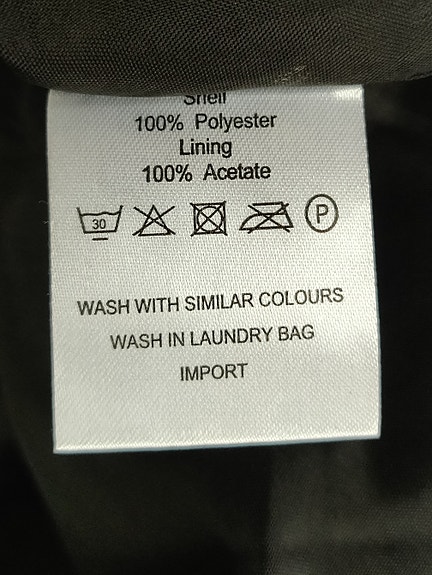 Shell
100% Polyester
Lining
100% Acetate
30 P
WASH WITH SIMILAR COLOURS
WASH IN LAUNDRY BAG
IMPORT